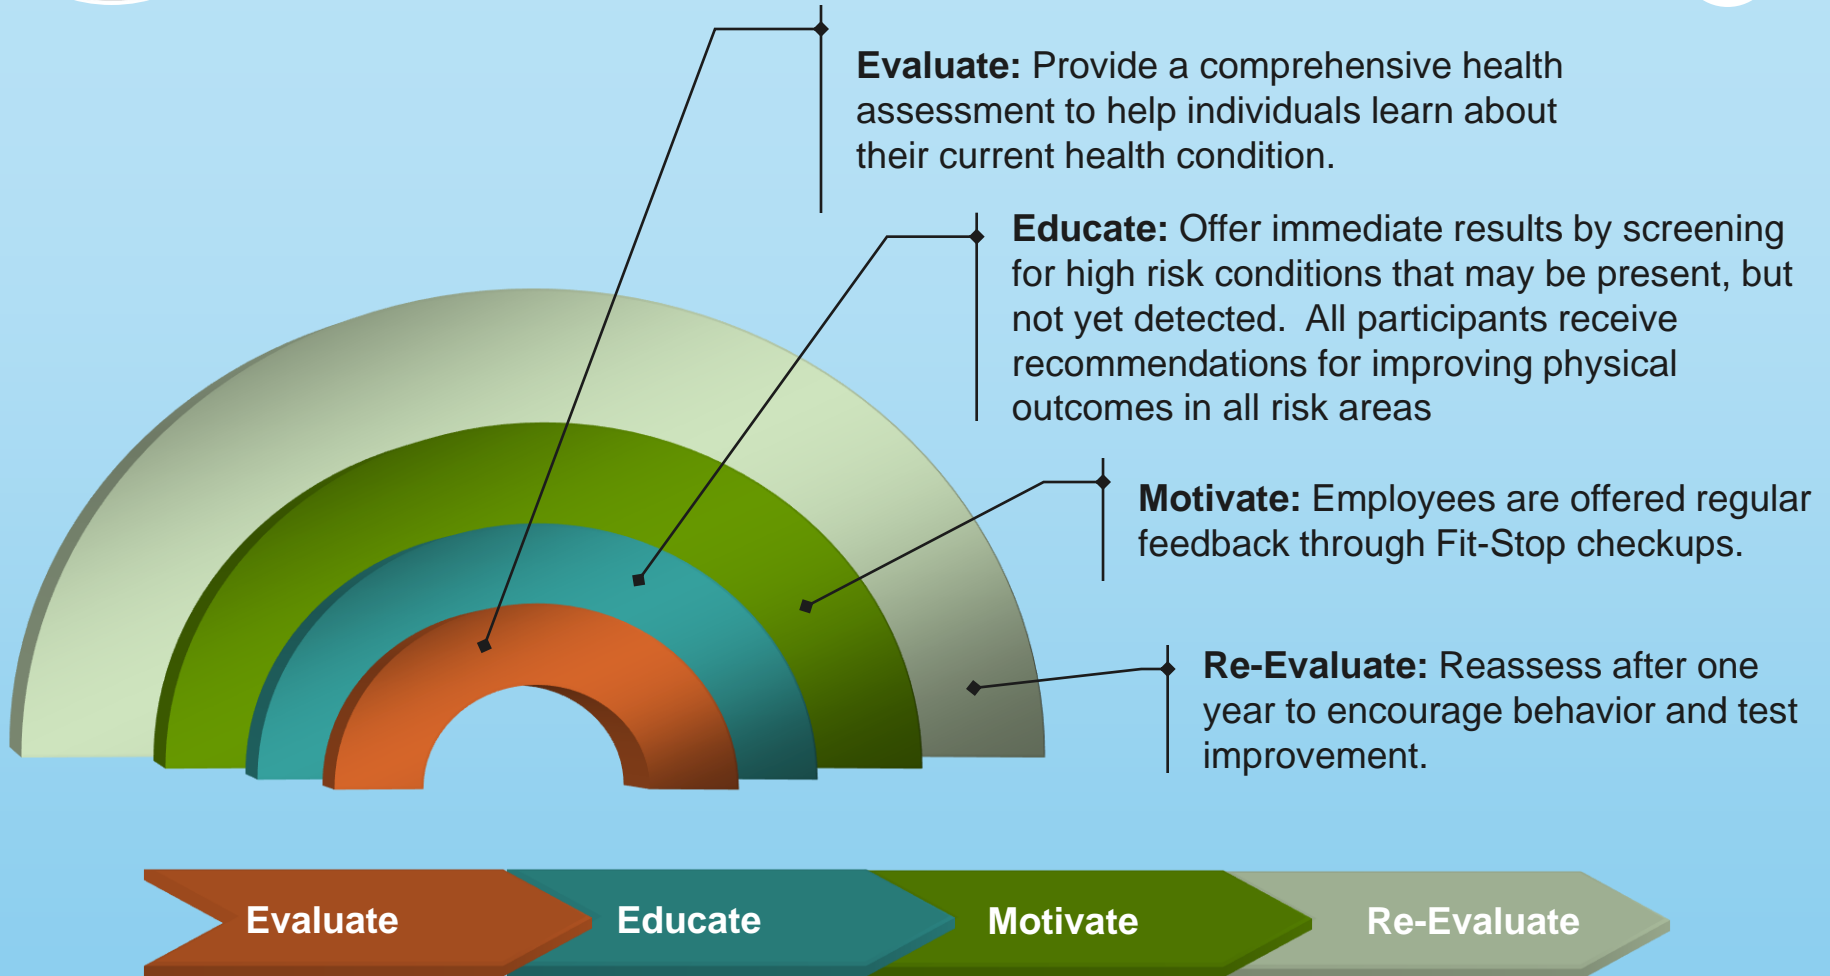 Evaluate: Provide a comprehensive health
assessment to help individuals learn about
their current health condition.
Educate: Offer immediate results by screening
for high risk conditions that may be present, but
not yet detected.  All participants receive
recommendations for improving physical
outcomes in all risk areas
Motivate: Employees are offered regular
feedback through Fit-Stop checkups.
Re-Evaluate: Reassess after one
year to encourage behavior and test
improvement.
Evaluate
Educate
Motivate
Re-Evaluate